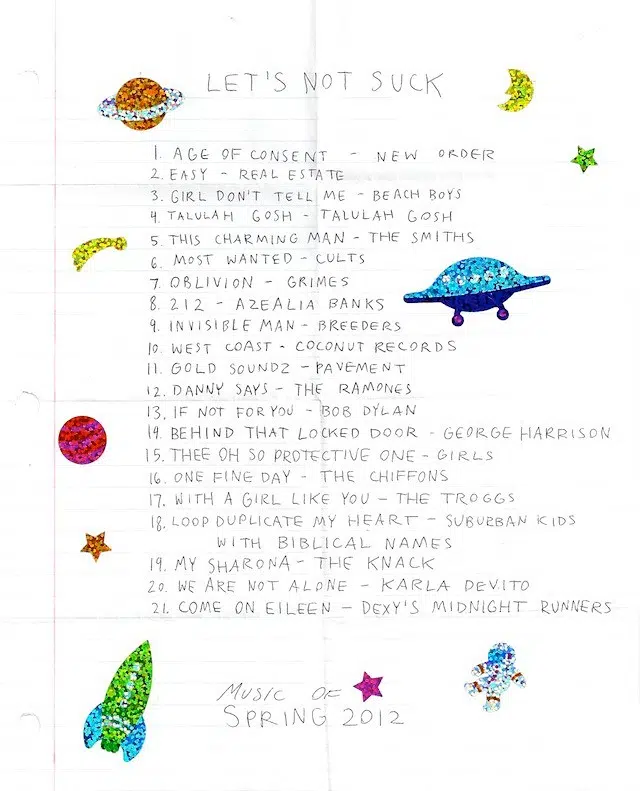 LET'S NOT SUCK
1. AGE OF CONSENT - NEW ORDER
2. EASY - REAL ESTATE
3. GIRL DON'T TELL ME - BEACH BOYS
4. TALULAH GOSH - TALULAH GOSH
5. THIS CHARMING MAN - THE SMITHS
6. MOST WANTED - CULTS
7. OBLIVION - GRIMES
8. 212 - AZEALIA BANKS
9. INVISIBLE MAN - BREEDERS
10. WEST COAST - COCONUT RECORDS
11. GOLD SOUNDZ - PAVEMENT
12. DANNY SAYS - THE RAMONES
13. IF NOT FOR YOU - BOB DYLAN
14. BEHIND THAT LOCKED DOOR - GEORGE HARRISON
15. THEE OH SO PROTECTIVE ONE - GIRLS
16. ONE FINE DAY - THE CHIFFONS
17. WITH A GIRL LIKE YOU - THE TROGGS
18. LOOP DUPLICATE MY HEART - SUBURBAN KIDS
WITH BIBLICAL NAMES
19. MY SHARONA - THE KNACK
20. WE ARE NOT ALONE - KARLA DEVITO
21. COME ON EILEEN - DEXY'S MIDNIGHT RUNNERS
MUSIC OF
SPRING 2012